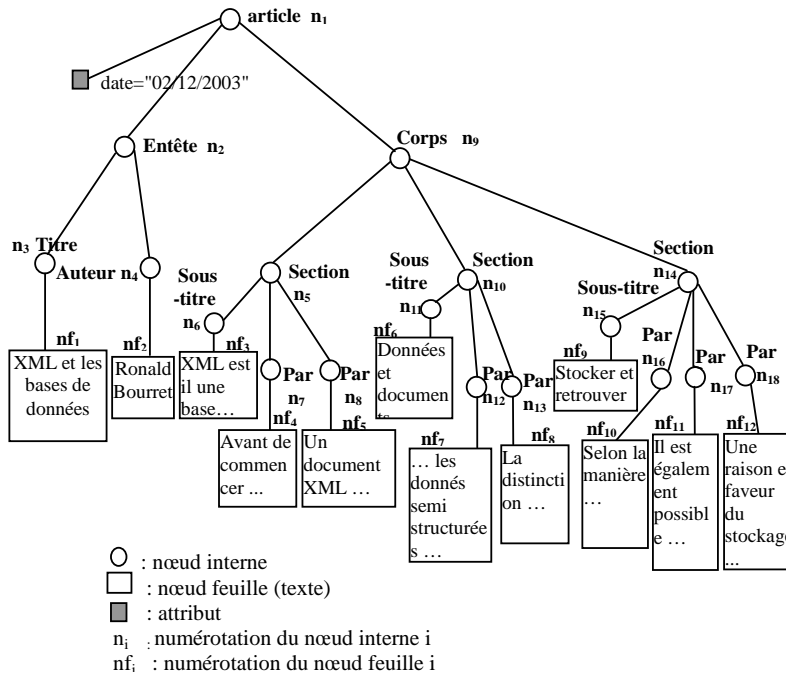 article n1
date="02/12/2003"
Entête n2
Corps n9
n3 Titre
Auteur n4
Sous
-titre
n6
Section
n5
Sous
-titre
n11
Section
n10
Section
n14
Sous-titre
n15
Par
n16
Par
n17
Par
n18
Par
n7
Par
n8
Par
n12
Par
n13
nf1
XML et les
bases de
données
nf2
Ronald
Bourret
nf3
XML est
il une
base…
nf4
Avant de
commen
cer ...
nf5
Un
document
XML …
nf6
Données
et
documen
ts
nf7
… les
donnés
semi
structurée
s …
nf8
La
distincti
on …
nf9
Stocker et
retrouver
nf10
Selon la
manière
…
nf11
Il est
égalem
ent
possibl
e …
nf12
Une
raison e
faveur
du
stockage
...
: nœud interne
: nœud feuille (texte)
: attribut
ni : numérotation du nœud interne i
nfi : numérotation du nœud feuille i